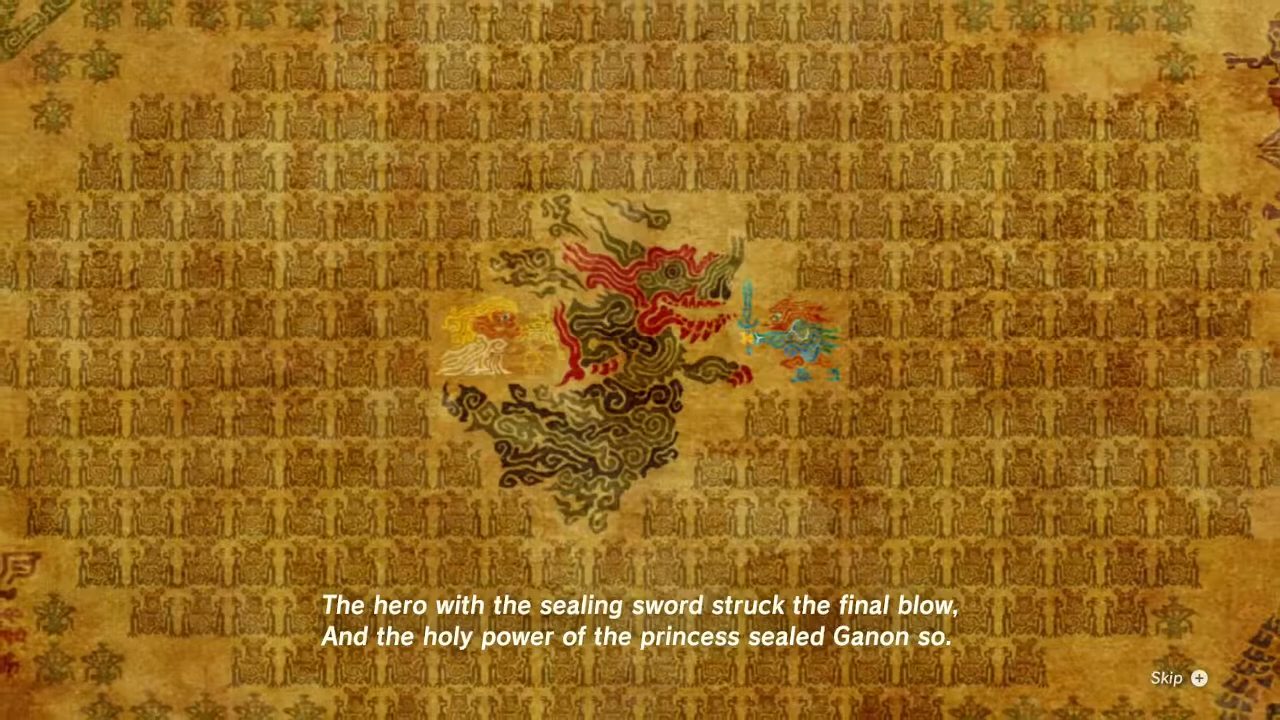 The hero with the sealing sword struck the final blow,
And the holy power of the princess sealed Ganon so.
Skip